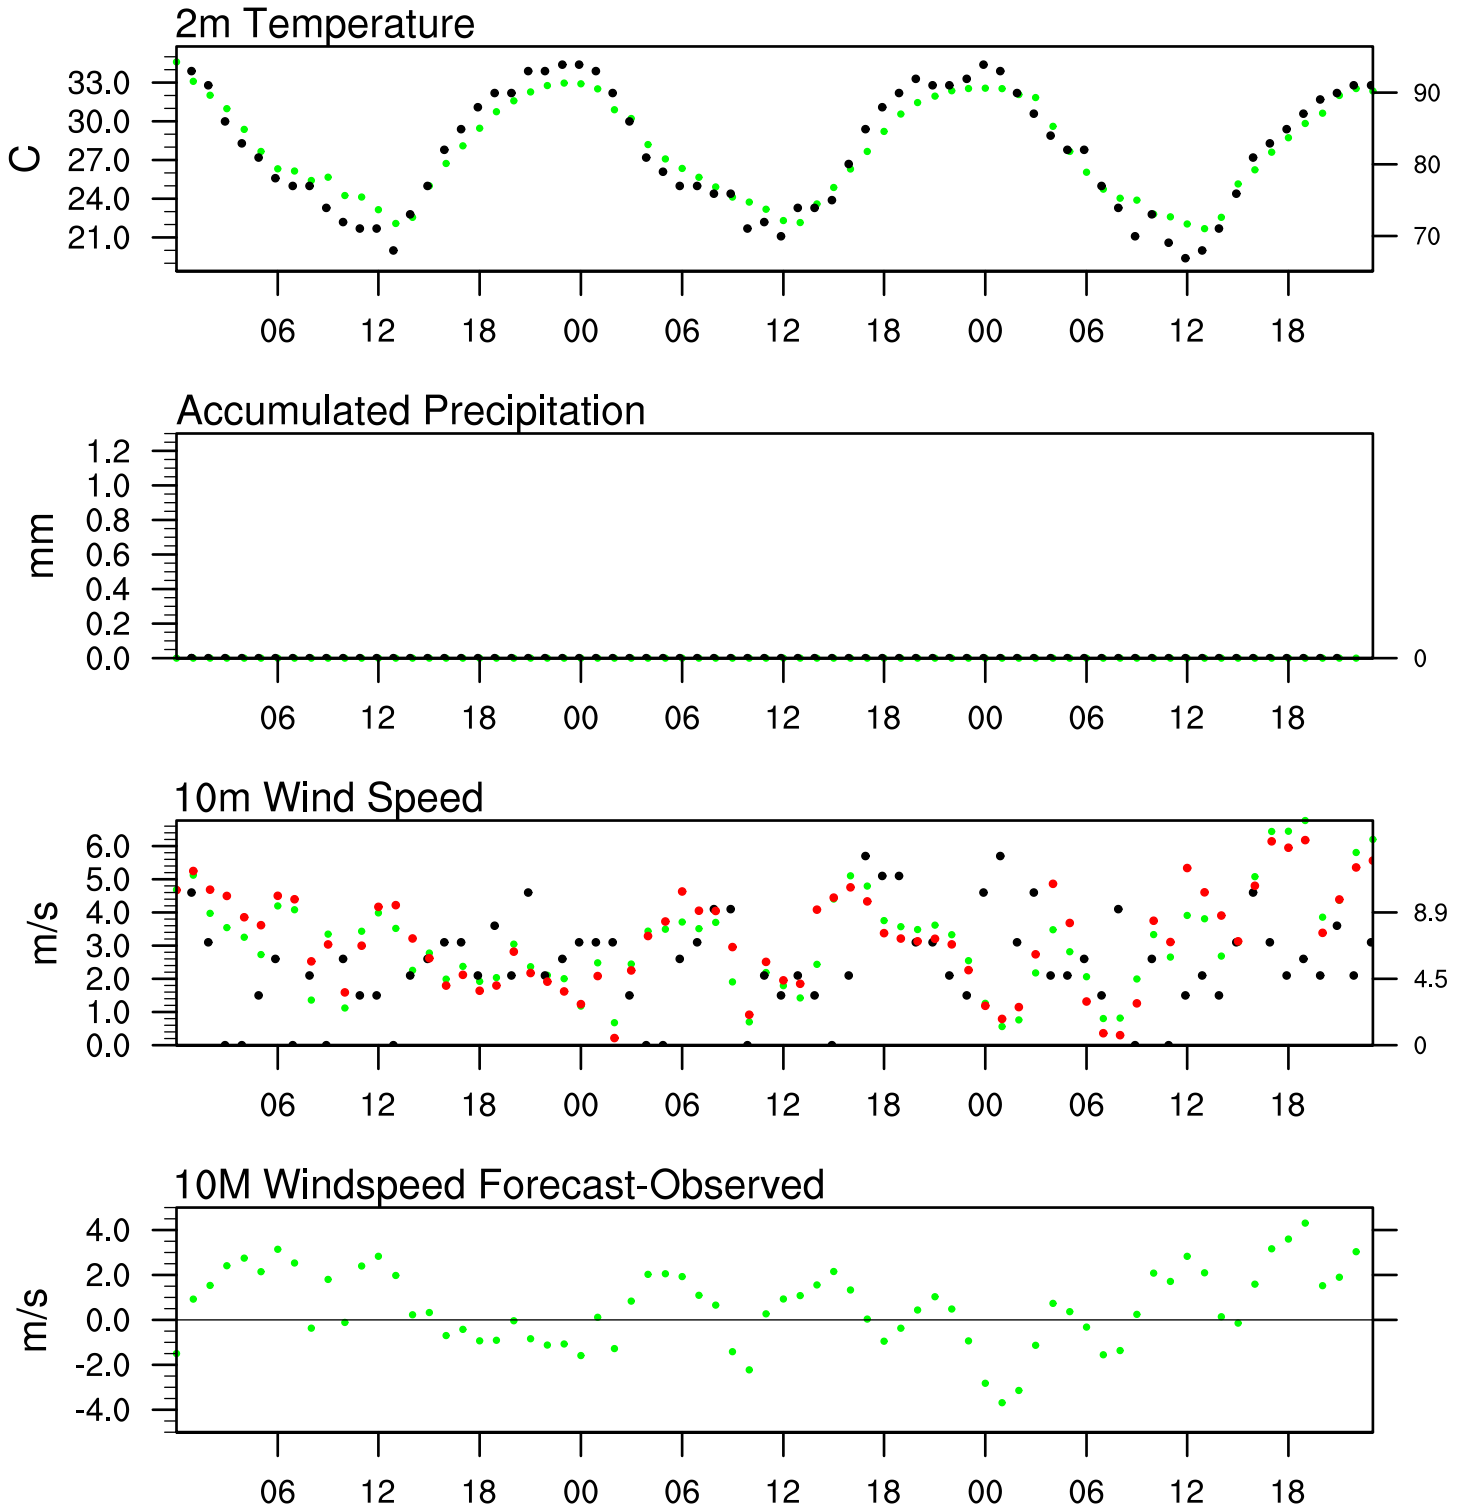 2m Temperature
33.0
30.0
27.0
24.0
21.0
C
90
80
70
06 12 18 00 06 12 18 00 06 12 18
Accumulated Precipitation
1.2
1.0
0.8
0.6
0.4
0.2
0.0
mm
0
06 12 18 00 06 12 18 00 06 12 18
10m Wind Speed
6.0
5.0
4.0
3.0
2.0
1.0
0.0
m/s
8.9
4.5
0
06 12 18 00 06 12 18 00 06 12 18
10M Windspeed Forecast-Observed
4.0
2.0
0.0
-2.0
-4.0
m/s
06 12 18 00 06 12 18 00 06 12 18